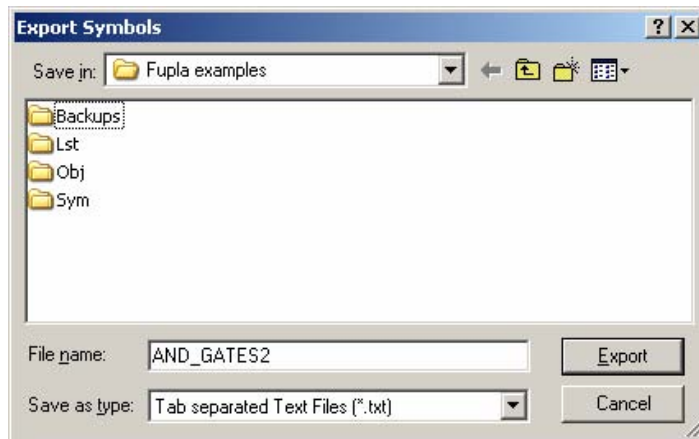 Export Symbols
Save in: Fupla examples
Backups
Lst
Obj
Sym
File name: AND_GATES2 Export
Save as type: Tab separated Text Files (*.txt) Cancel